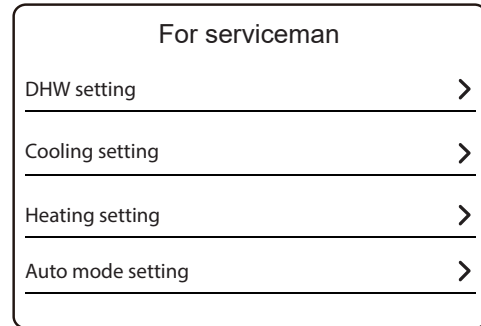 For serviceman
DHW setting
Cooling setting
Heating setting
Auto mode setting